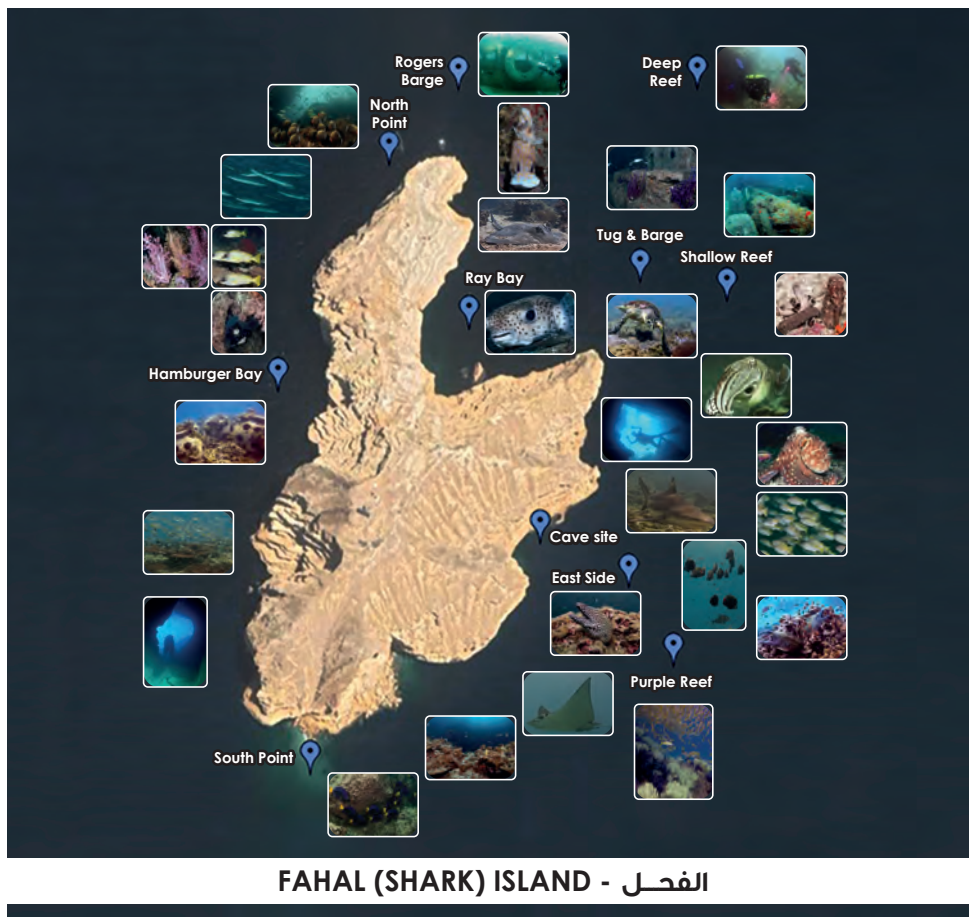 Rogers
Barge
Deep
Reef
North
Point
Tug & Barge
Shallow Reef
Ray Bay
Hamburger Bay
Cave site
East Side
Purple Reef
South Point
FAHAL (SHARK) ISLAND - الفحــل